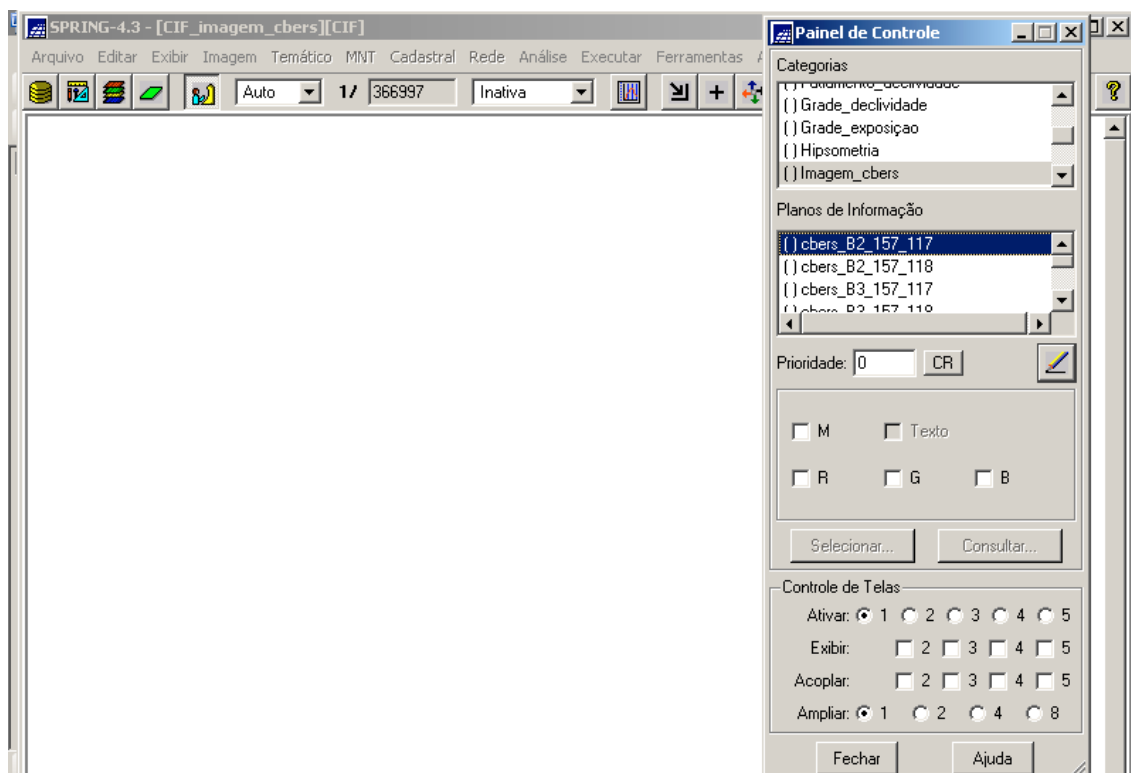 SPRING-4.3 - [CIF_imagem_cbers][CIF]
Arquivo Editar Exibir Imagem Temático MNT Cadastral Rede Análise Executar Ferramentas
Auto 1/ 366997 Inativa
Painel de Controle
Categorias
( ) Grade_declividade
( ) Grade_exposiçao
( ) Hipsometria
( ) Imagem_cbers
Planos de Informação
( ) cbers_B2_157_117
( ) cbers_B2_157_118
( ) cbers_B3_157_117
( ) cbers_B3_157_118
Prioridade: 0 CR
M Texto
R G B
Selecionar... Consultar...
Controle de Telas
Ativar: 1 2 3 4 5
Exibir: 2 3 4 5
Acoplar: 2 3 4 5
Ampliar: 1 2 4 8
Fechar Ajuda